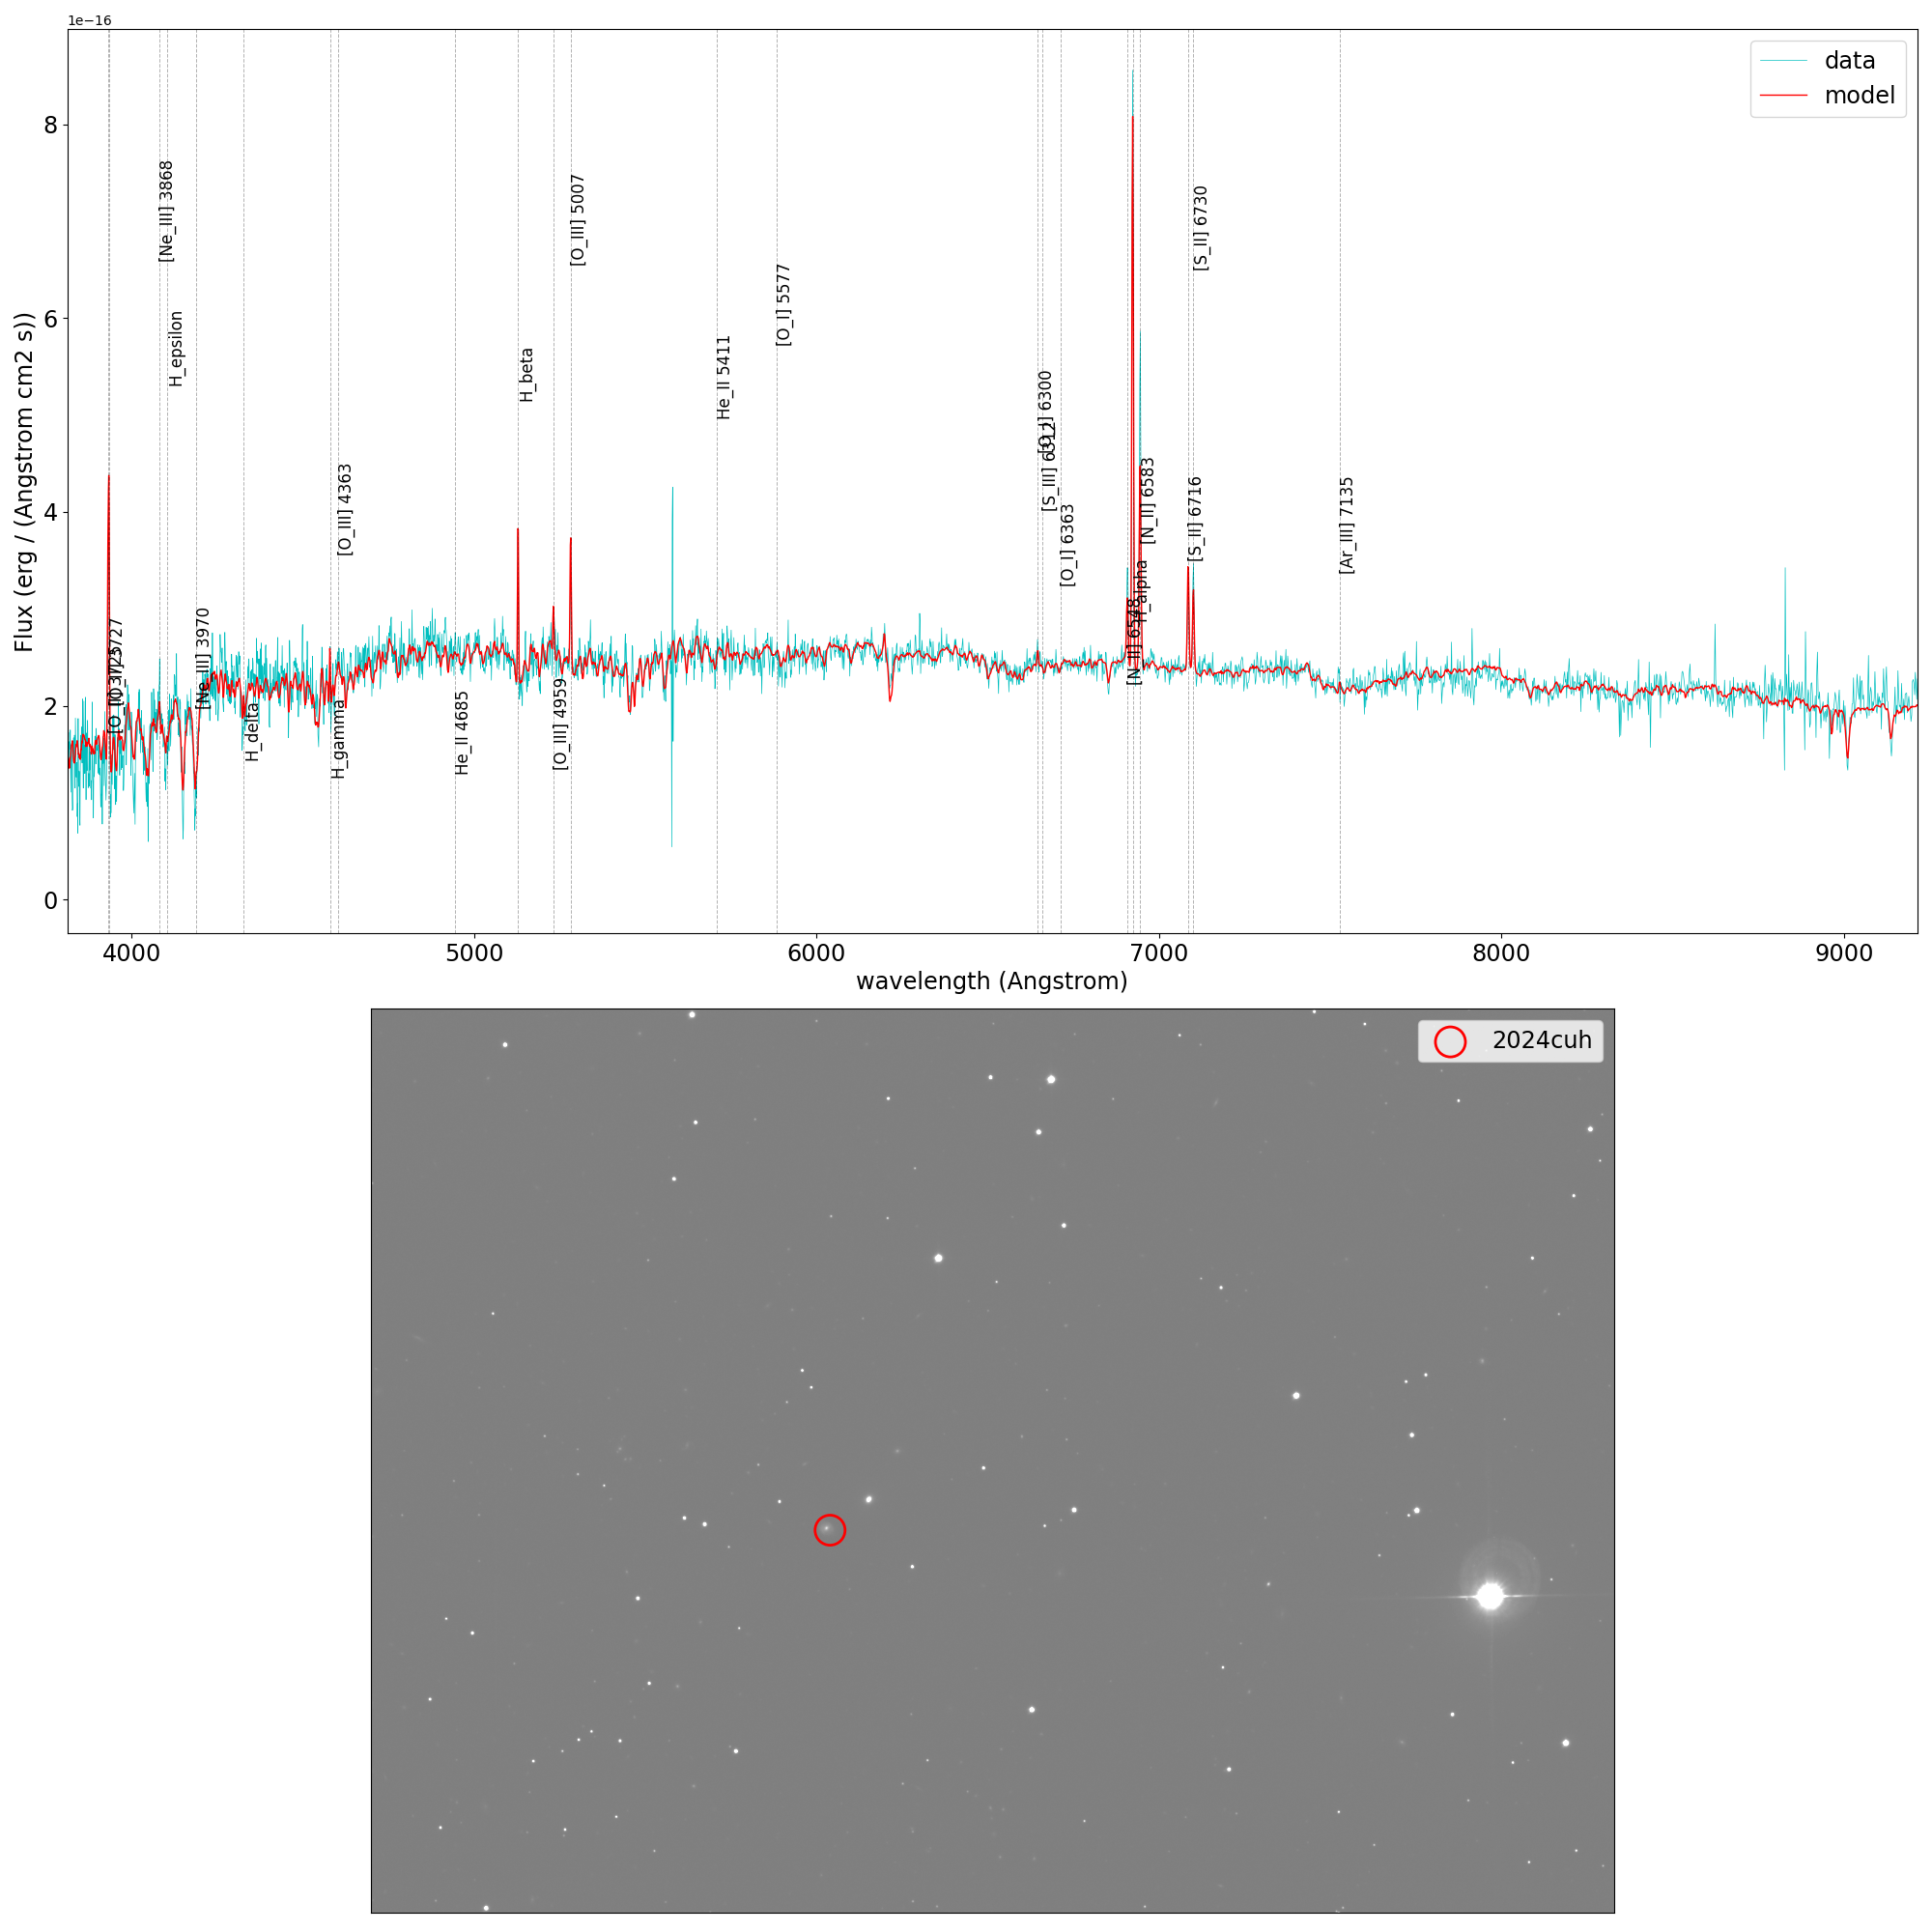 1e−16
data
model
[Ne_III] 3868
[O_III] 5007
[S_II] 6730
[O_I] 5577
H_epsilon
He_II 5411
H_beta
[O_I] 6300
[S_III] 6312
[O_III] 4363
[N_II] 6583
[S_II] 6716
[Ar_III] 7135
[O_I] 6363
H_alpha
[N_II] 6548
[Ne_III] 3970
H_delta
H_gamma
He_II 4685
[O_III] 4959
8
6
4
2
0
Flux (erg / (Angstrom cm2 s))
4000 5000 6000 7000 8000 9000
wavelength (Angstrom)
2024cuh